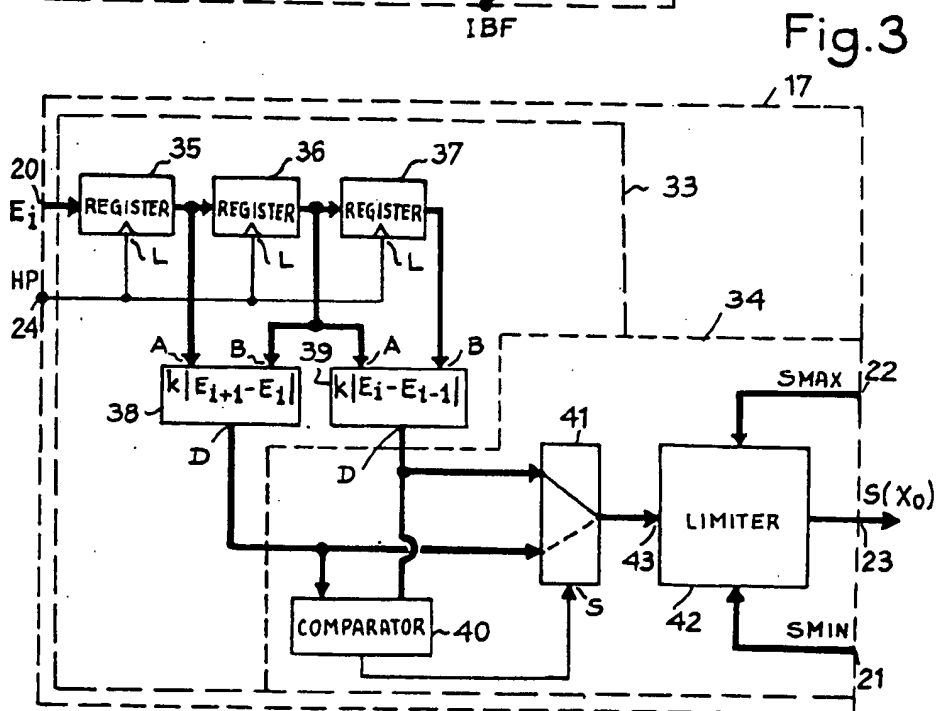 IBF
Fig.3
17
35
36
37
33
20
Ei
REGISTER
REGISTER
REGISTER
L
L
L
HP
24
34
A
B
39
A
B
k|Ei+1-Ei|
k|Ei-Ei-1|
38
D
D
41
SMAX
22
S(X0)
LIMITER
43
23
S
42
COMPARATOR
40
SMIN
21